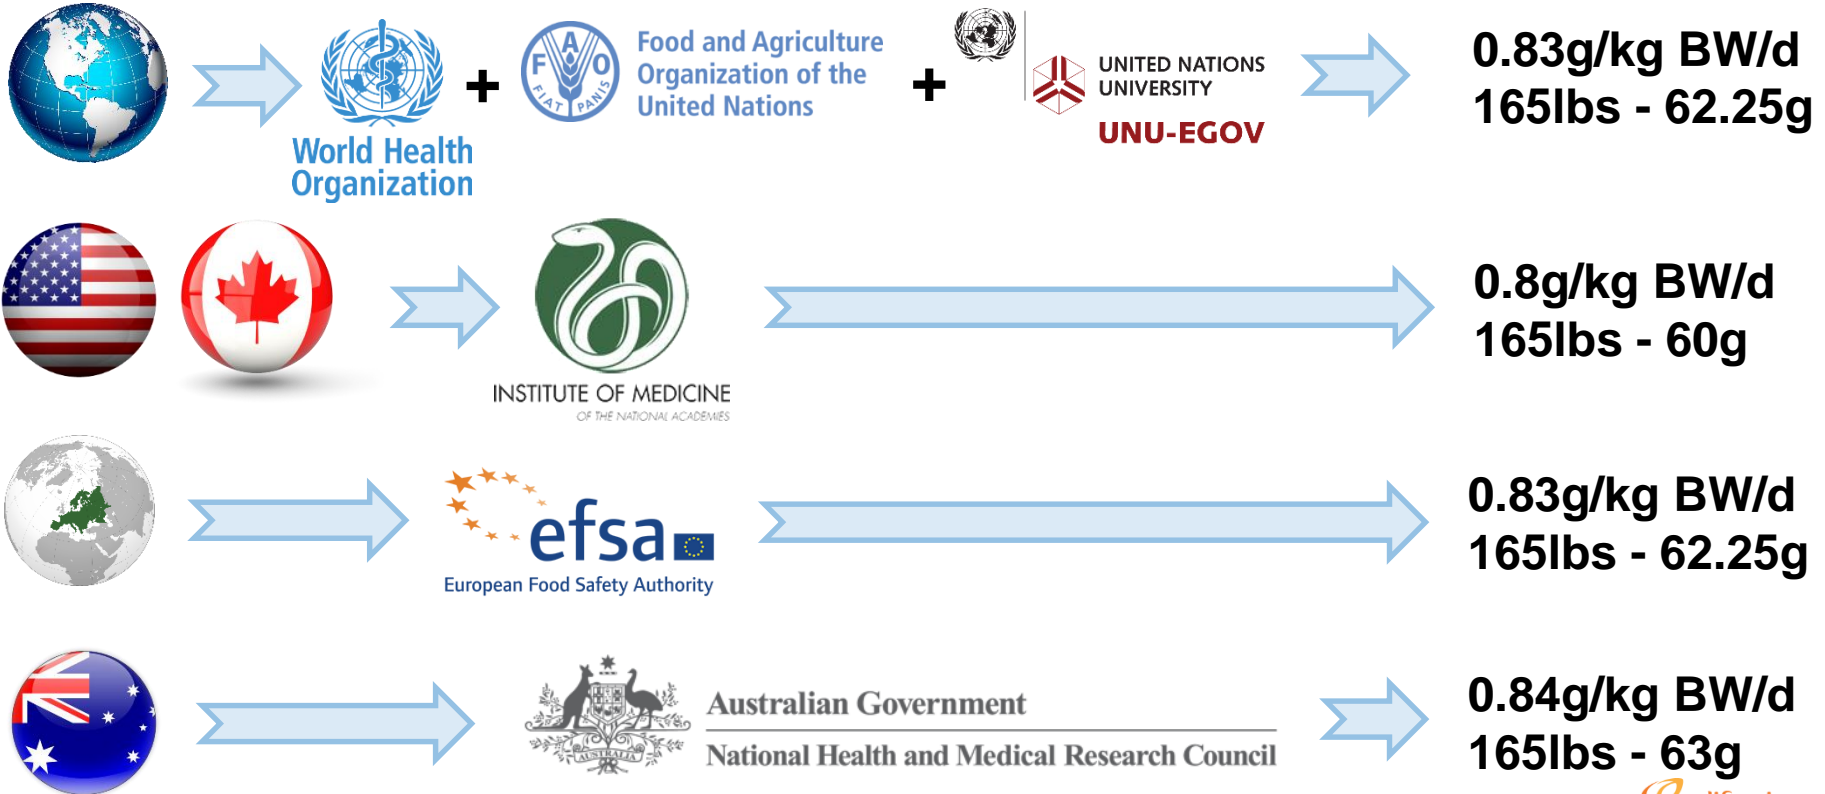 World Health
Organization
+
F A O
FIAT PANIS
Food and Agriculture
Organization of the
United Nations
+
UNITED NATIONS
UNIVERSITY
UNU-EGOV
0.83g/kg BW/d
165lbs - 62.25g
INSTITUTE OF MEDICINE
OF THE NATIONAL ACADEMIES
0.8g/kg BW/d
165lbs - 60g
efsa
European Food Safety Authority
0.83g/kg BW/d
165lbs - 62.25g
AUSTRALIA
Australian Government
National Health and Medical Research Council
0.84g/kg BW/d
165lbs - 63g